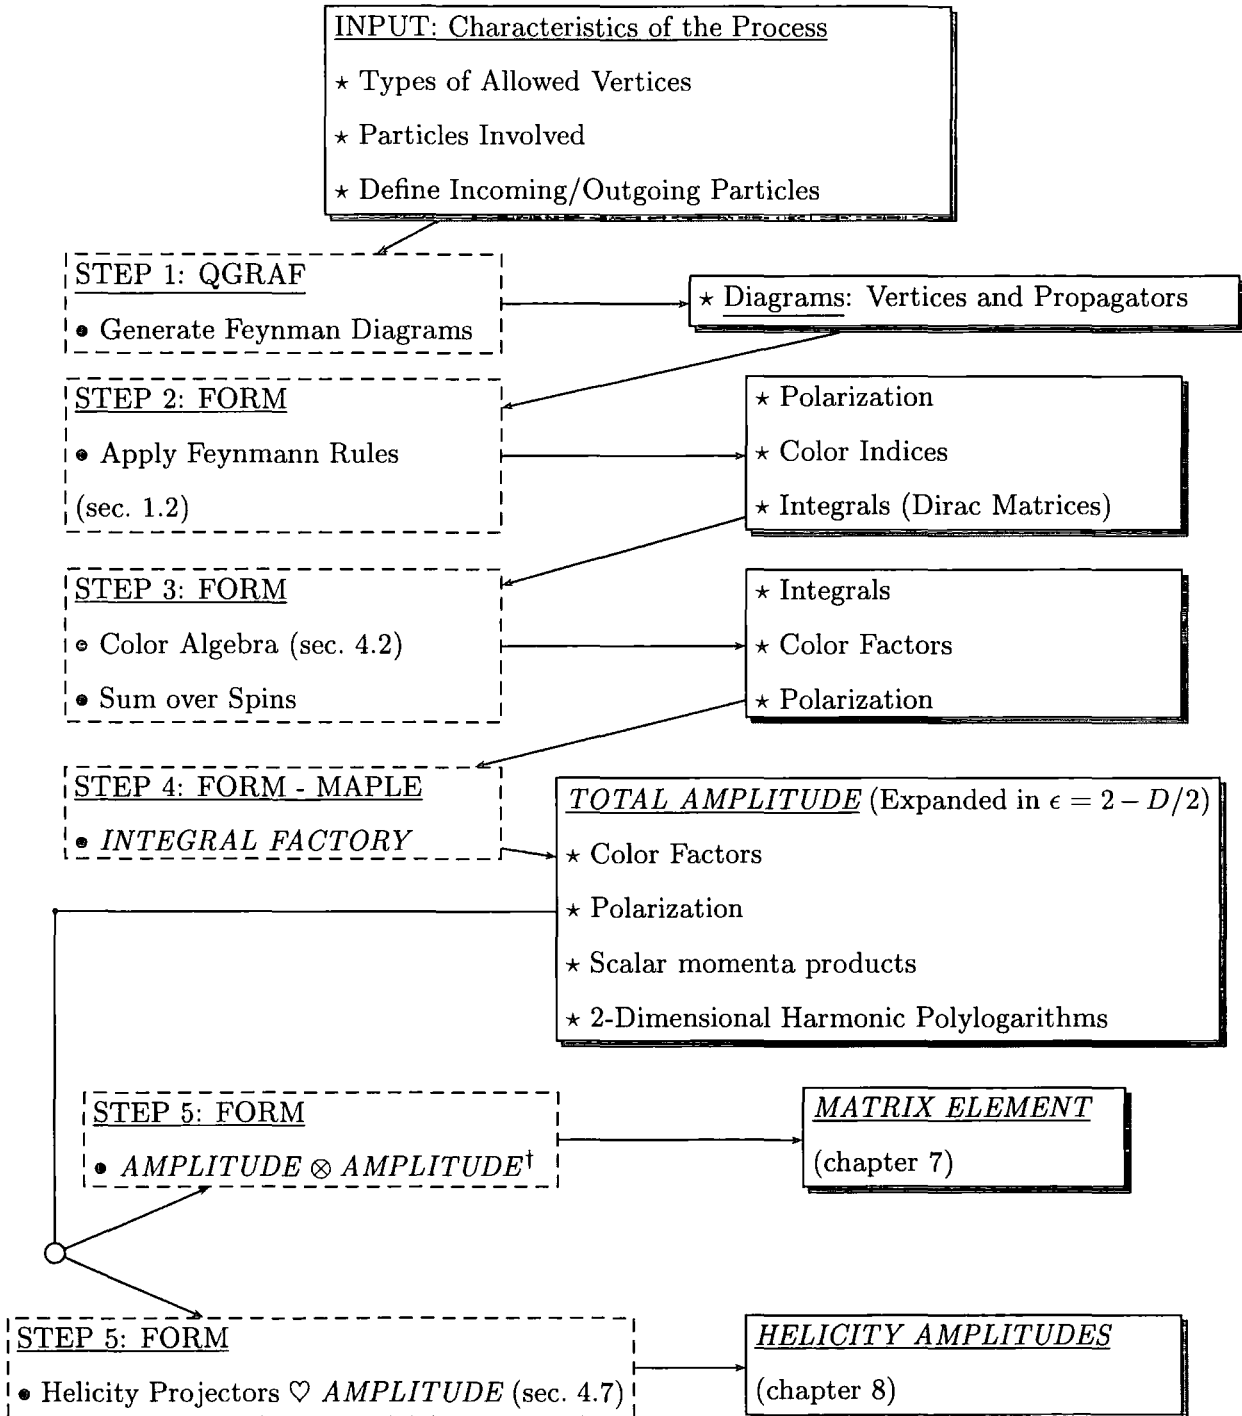 INPUT: Characteristics of the Process
⋆ Types of Allowed Vertices
⋆ Particles Involved
⋆ Define Incoming/Outgoing Particles
STEP 1: QGRAF
• Generate Feynman Diagrams
⋆ Diagrams: Vertices and Propagators
STEP 2: FORM
• Apply Feynmann Rules
(sec. 1.2)
⋆ Polarization
⋆ Color Indices
⋆ Integrals (Dirac Matrices)
STEP 3: FORM
• Color Algebra (sec. 4.2)
• Sum over Spins
⋆ Integrals
⋆ Color Factors
⋆ Polarization
STEP 4: FORM - MAPLE
• INTEGRAL FACTORY
TOTAL AMPLITUDE (Expanded in ϵ = 2 − D/2)
⋆ Color Factors
⋆ Polarization
⋆ Scalar momenta products
⋆ 2-Dimensional Harmonic Polylogarithms
STEP 5: FORM
• AMPLITUDE ⊗ AMPLITUDE†
MATRIX ELEMENT
(chapter 7)
STEP 5: FORM
• Helicity Projectors ♡ AMPLITUDE (sec. 4.7)
HELICITY AMPLITUDES
(chapter 8)